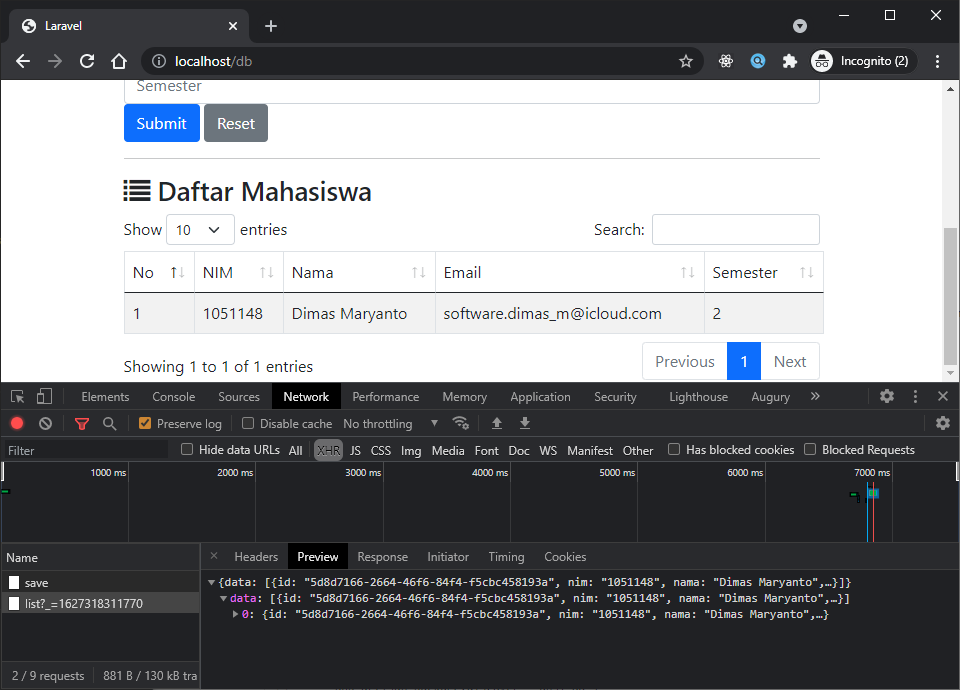 Laravel
localhost/db
Incognito (2)
Semester
Submit Reset
Daftar Mahasiswa
Show 10 entries Search:
No NIM Nama Email Semester
1 1051148 Dimas Maryanto software.dimas_m@icloud.com 2
Showing 1 to 1 of 1 entries Previous 1 Next
Elements Console Sources Network Performance Memory Application Security Lighthouse Augury »
Preserve log Disable cache No throttling
Filter Hide data URLs All XHR JS CSS Img Media Font Doc WS Manifest Other Has blocked cookies Blocked Requests
1000 ms 2000 ms 3000 ms 4000 ms 5000 ms 6000 ms 7000 ms
Name × Headers Preview Response Initiator Timing Cookies
save
list?_=1627318311770
{data: [{id: "5d8d7166-2664-46f6-84f4-f5cbc458193a", nim: "1051148", nama: "Dimas Maryanto",…}]}
data: [{id: "5d8d7166-2664-46f6-84f4-f5cbc458193a", nim: "1051148", nama: "Dimas Maryanto",…}]
0: {id: "5d8d7166-2664-46f6-84f4-f5cbc458193a", nim: "1051148", nama: "Dimas Maryanto",…}
2 / 9 requests 881 B / 130 kB tra